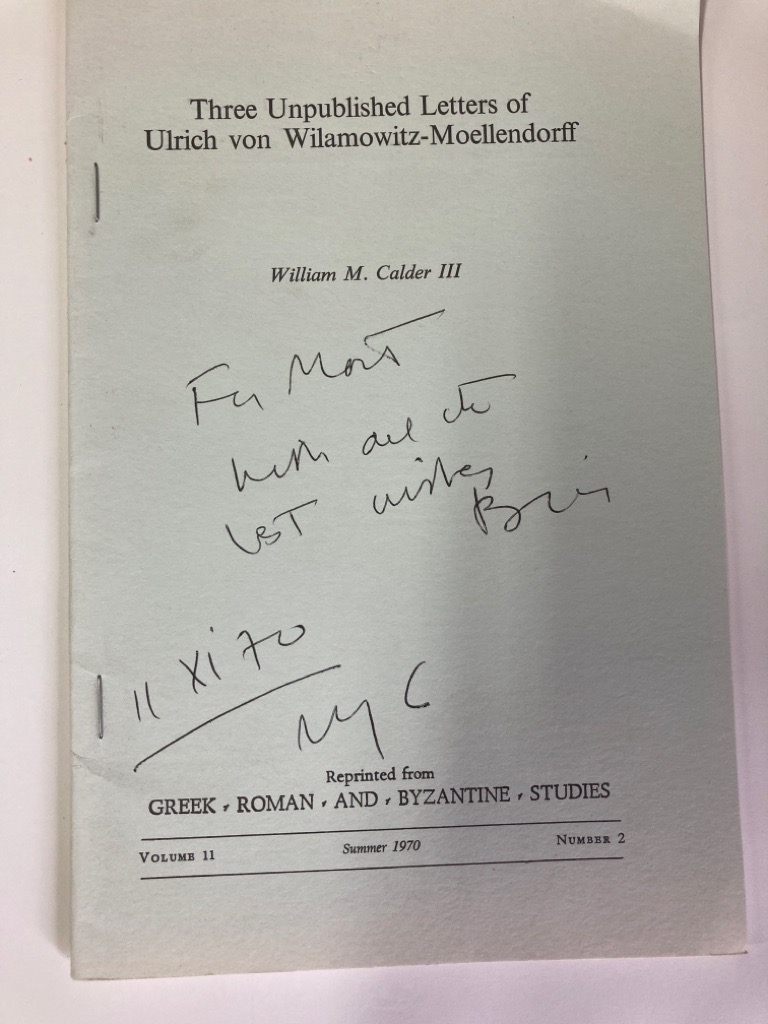 Three Unpublished Letters of
Ulrich von Wilamowitz-Moellendorff
William M. Calder III
For Mort
with all the
best wishes
11 XI 70
NYC
Reprinted from
GREEK, ROMAN, AND, BYZANTINE, STUDIES
VOLUME 11
Summer 1970
NUMBER 2